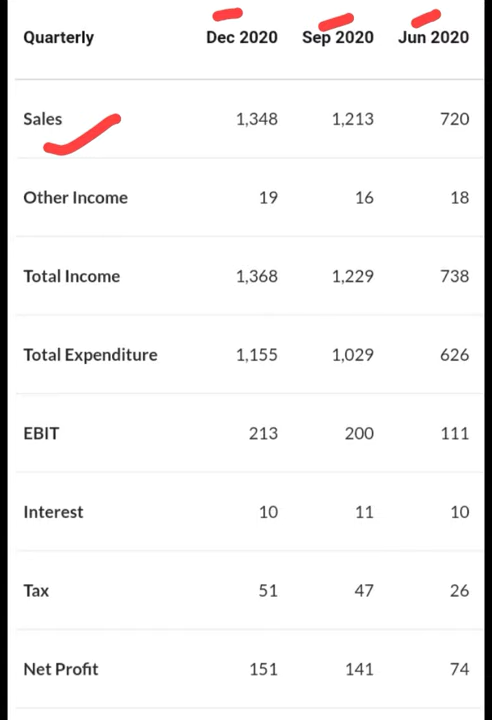 Quarterly Dec 2020 Sep 2020 Jun 2020
Sales 1,348 1,213 720
Other Income 19 16 18
Total Income 1,368 1,229 738
Total Expenditure 1,155 1,029 626
EBIT 213 200 111
Interest 10 11 10
Tax 51 47 26
Net Profit 151 141 74